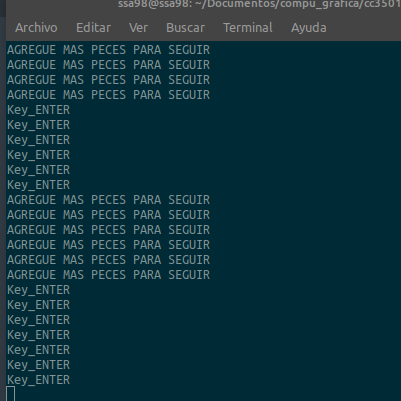 ssa98@ssa98: ~/Documentos/compu_grafica/cc3501
Archivo Editar Ver Buscar Terminal Ayuda
AGREGUE MAS PECES PARA SEGUIR
AGREGUE MAS PECES PARA SEGUIR
AGREGUE MAS PECES PARA SEGUIR
AGREGUE MAS PECES PARA SEGUIR
Key_ENTER
Key_ENTER
Key_ENTER
Key_ENTER
Key_ENTER
Key_ENTER
AGREGUE MAS PECES PARA SEGUIR
AGREGUE MAS PECES PARA SEGUIR
AGREGUE MAS PECES PARA SEGUIR
AGREGUE MAS PECES PARA SEGUIR
AGREGUE MAS PECES PARA SEGUIR
AGREGUE MAS PECES PARA SEGUIR
Key_ENTER
Key_ENTER
Key_ENTER
Key_ENTER
Key_ENTER
Key_ENTER
Key_ENTER